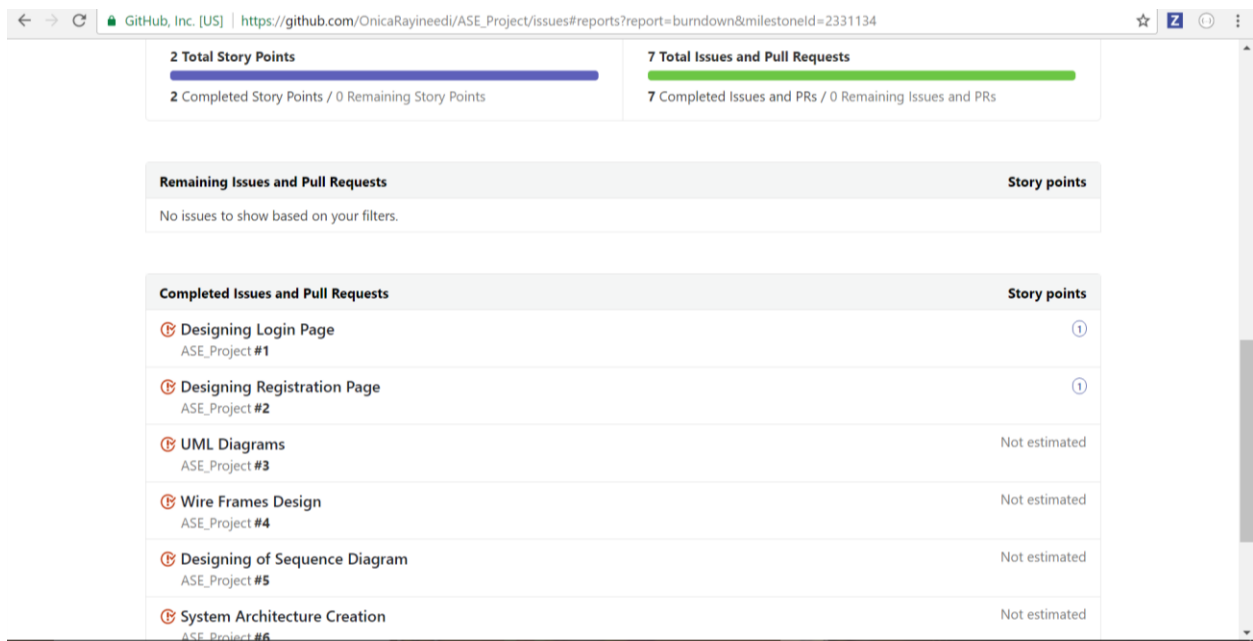 GitHub, Inc. [US] https://github.com/OnicaRayineedi/ASE_Project/issues#reports?report=burndown&milestoneId=2331134
Z
2 Total Story Points
2 Completed Story Points / 0 Remaining Story Points
7 Total Issues and Pull Requests
7 Completed Issues and PRs / 0 Remaining Issues and PRs
Remaining Issues and Pull Requests Story points
No issues to show based on your filters.
Completed Issues and Pull Requests Story points
Designing Login Page 1
ASE_Project #1
Designing Registration Page 1
ASE_Project #2
UML Diagrams Not estimated
ASE_Project #3
Wire Frames Design Not estimated
ASE_Project #4
Designing of Sequence Diagram Not estimated
ASE_Project #5
System Architecture Creation Not estimated
ASE_Project #6